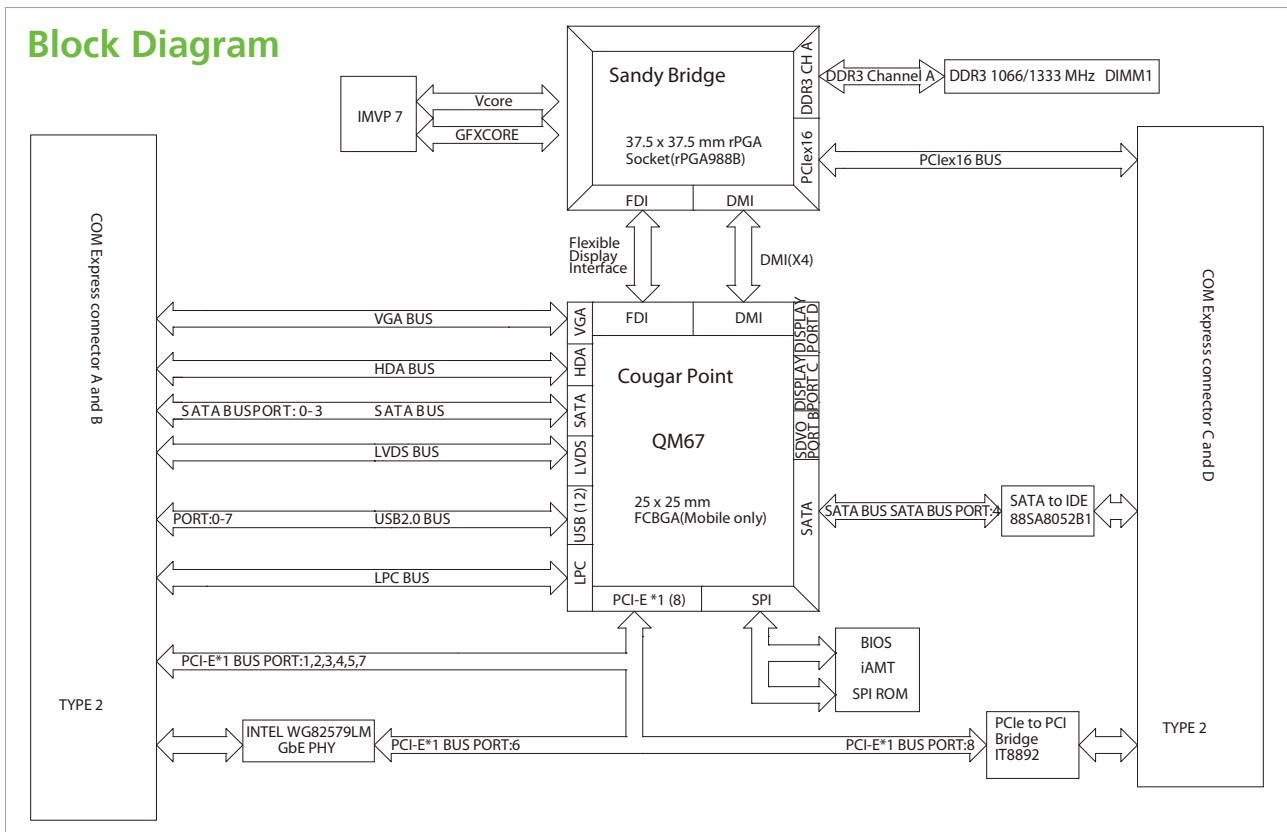 Block Diagram
Sandy Bridge
37.5 x 37.5 mm rPGA
Socket(rPGA988B)
DDR3 CH A
PCIex16
FDI
DMI
DDR3 Channel A
DDR3 1066/1333 MHz DIMM1
IMVP 7
Vcore
GFXCORE
PCIex16 BUS
Flexible
Display
Interface
DMI(X4)
COM Express connector A and B
TYPE 2
COM Express connector C and D
TYPE 2
VGA BUS
HDA BUS
SATA BUSPORT: 0-3 SATA BUS
LVDS BUS
PORT:0-7 USB2.0 BUS
LPC BUS
VGA
HDA
SATA
LVDS
USB (12)
LPC
FDI
DMI
Cougar Point
QM67
25 x 25 mm
FCBGA(Mobile only)
DISPLAY
PORT D
DISPLAY
PORT C
SDVO
PORT B
SATA
PCI-E *1 (8)
SPI
SATA BUS SATA BUS PORT:4
SATA to IDE
88SA8052B1
BIOS
iAMT
SPI ROM
PCI-E*1 BUS PORT:1,2,3,4,5,7
INTEL WG82579LM
GbE PHY
PCI-E*1 BUS PORT:6
PCI-E*1 BUS PORT:8
PCIe to PCI
Bridge
IT8892